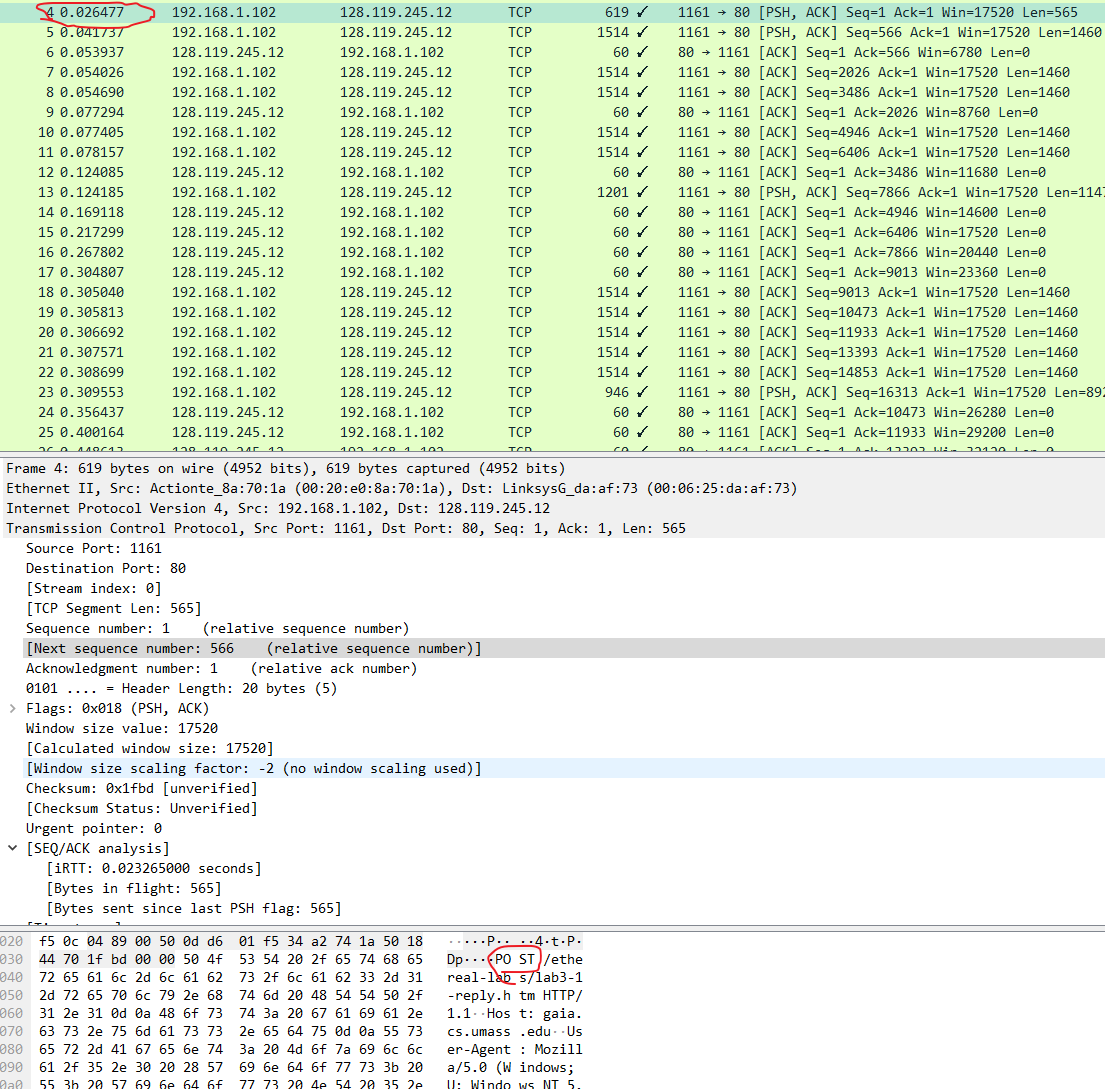 4 0.026477 192.168.1.102 128.119.245.12 TCP 619 ✓ 1161 → 80 [PSH, ACK] Seq=1 Ack=1 Win=17520 Len=565
5 0.041737 192.168.1.102 128.119.245.12 TCP 1514 ✓ 1161 → 80 [PSH, ACK] Seq=566 Ack=1 Win=17520 Len=1460
6 0.053937 128.119.245.12 192.168.1.102 TCP 60 ✓ 80 → 1161 [ACK] Seq=1 Ack=566 Win=6780 Len=0
7 0.054026 192.168.1.102 128.119.245.12 TCP 1514 ✓ 1161 → 80 [ACK] Seq=2026 Ack=1 Win=17520 Len=1460
8 0.054690 192.168.1.102 128.119.245.12 TCP 1514 ✓ 1161 → 80 [ACK] Seq=3486 Ack=1 Win=17520 Len=1460
9 0.077294 128.119.245.12 192.168.1.102 TCP 60 ✓ 80 → 1161 [ACK] Seq=1 Ack=2026 Win=8760 Len=0
10 0.077405 192.168.1.102 128.119.245.12 TCP 1514 ✓ 1161 → 80 [ACK] Seq=4946 Ack=1 Win=17520 Len=1460
11 0.078157 192.168.1.102 128.119.245.12 TCP 1514 ✓ 1161 → 80 [ACK] Seq=6406 Ack=1 Win=17520 Len=1460
12 0.124085 128.119.245.12 192.168.1.102 TCP 60 ✓ 80 → 1161 [ACK] Seq=1 Ack=3486 Win=11680 Len=0
13 0.124185 192.168.1.102 128.119.245.12 TCP 1201 ✓ 1161 → 80 [PSH, ACK] Seq=7866 Ack=1 Win=17520 Len=1147
14 0.169118 128.119.245.12 192.168.1.102 TCP 60 ✓ 80 → 1161 [ACK] Seq=1 Ack=4946 Win=14600 Len=0
15 0.217299 128.119.245.12 192.168.1.102 TCP 60 ✓ 80 → 1161 [ACK] Seq=1 Ack=6406 Win=17520 Len=0
16 0.267802 128.119.245.12 192.168.1.102 TCP 60 ✓ 80 → 1161 [ACK] Seq=1 Ack=7866 Win=20440 Len=0
17 0.304807 128.119.245.12 192.168.1.102 TCP 60 ✓ 80 → 1161 [ACK] Seq=1 Ack=9013 Win=23360 Len=0
18 0.305040 192.168.1.102 128.119.245.12 TCP 1514 ✓ 1161 → 80 [ACK] Seq=9013 Ack=1 Win=17520 Len=1460
19 0.305813 192.168.1.102 128.119.245.12 TCP 1514 ✓ 1161 → 80 [ACK] Seq=10473 Ack=1 Win=17520 Len=1460
20 0.306692 192.168.1.102 128.119.245.12 TCP 1514 ✓ 1161 → 80 [ACK] Seq=11933 Ack=1 Win=17520 Len=1460
21 0.307571 192.168.1.102 128.119.245.12 TCP 1514 ✓ 1161 → 80 [ACK] Seq=13393 Ack=1 Win=17520 Len=1460
22 0.308699 192.168.1.102 128.119.245.12 TCP 1514 ✓ 1161 → 80 [ACK] Seq=14853 Ack=1 Win=17520 Len=1460
23 0.309553 192.168.1.102 128.119.245.12 TCP 946 ✓ 1161 → 80 [PSH, ACK] Seq=16313 Ack=1 Win=17520 Len=892
24 0.356437 128.119.245.12 192.168.1.102 TCP 60 ✓ 80 → 1161 [ACK] Seq=1 Ack=10473 Win=26280 Len=0
25 0.400164 128.119.245.12 192.168.1.102 TCP 60 ✓ 80 → 1161 [ACK] Seq=1 Ack=11933 Win=29200 Len=0
Frame 4: 619 bytes on wire (4952 bits), 619 bytes captured (4952 bits)
Ethernet II, Src: Actionte_8a:70:1a (00:20:e0:8a:70:1a), Dst: LinksysG_da:af:73 (00:06:25:da:af:73)
Internet Protocol Version 4, Src: 192.168.1.102, Dst: 128.119.245.12
Transmission Control Protocol, Src Port: 1161, Dst Port: 80, Seq: 1, Ack: 1, Len: 565
Source Port: 1161
Destination Port: 80
[Stream index: 0]
[TCP Segment Len: 565]
Sequence number: 1 (relative sequence number)
[Next sequence number: 566 (relative sequence number)]
Acknowledgment number: 1 (relative ack number)
0101 .... = Header Length: 20 bytes (5)
Flags: 0x018 (PSH, ACK)
Window size value: 17520
[Calculated window size: 17520]
[Window size scaling factor: -2 (no window scaling used)]
Checksum: 0x1fbd [unverified]
[Checksum Status: Unverified]
Urgent pointer: 0
[SEQ/ACK analysis]
[iRTT: 0.023265000 seconds]
[Bytes in flight: 565]
[Bytes sent since last PSH flag: 565]
020 f5 0c 04 89 00 50 0d d6 01 f5 34 a2 74 1a 50 18 ·····P·· ··4·t·P·
030 44 70 1f bd 00 00 50 4f 53 54 20 2f 65 74 68 65 Dp····PO ST /ethe
040 72 65 61 6c 2d 6c 61 62 73 2f 6c 61 62 33 2d 31 real-lab s/lab3-1
050 2d 72 65 70 6c 79 2e 68 74 6d 20 48 54 54 50 2f -reply.h tm HTTP/
060 31 2e 31 0d 0a 48 6f 73 74 3a 20 67 61 69 61 2e 1.1··Hos t: gaia.
070 63 73 2e 75 6d 61 73 73 2e 65 64 75 0d 0a 55 73 cs.umass .edu··Us
080 65 72 2d 41 67 65 6e 74 3a 20 4d 6f 7a 69 6c 6c er-Agent : Mozill
090 61 2f 35 2e 30 20 28 57 69 6e 64 6f 77 73 3b 20 a/5.0 (W indows;
0a0 55 3b 20 57 69 6e 64 6f 77 73 20 4e 54 20 35 2e U; Windo ws NT 5.